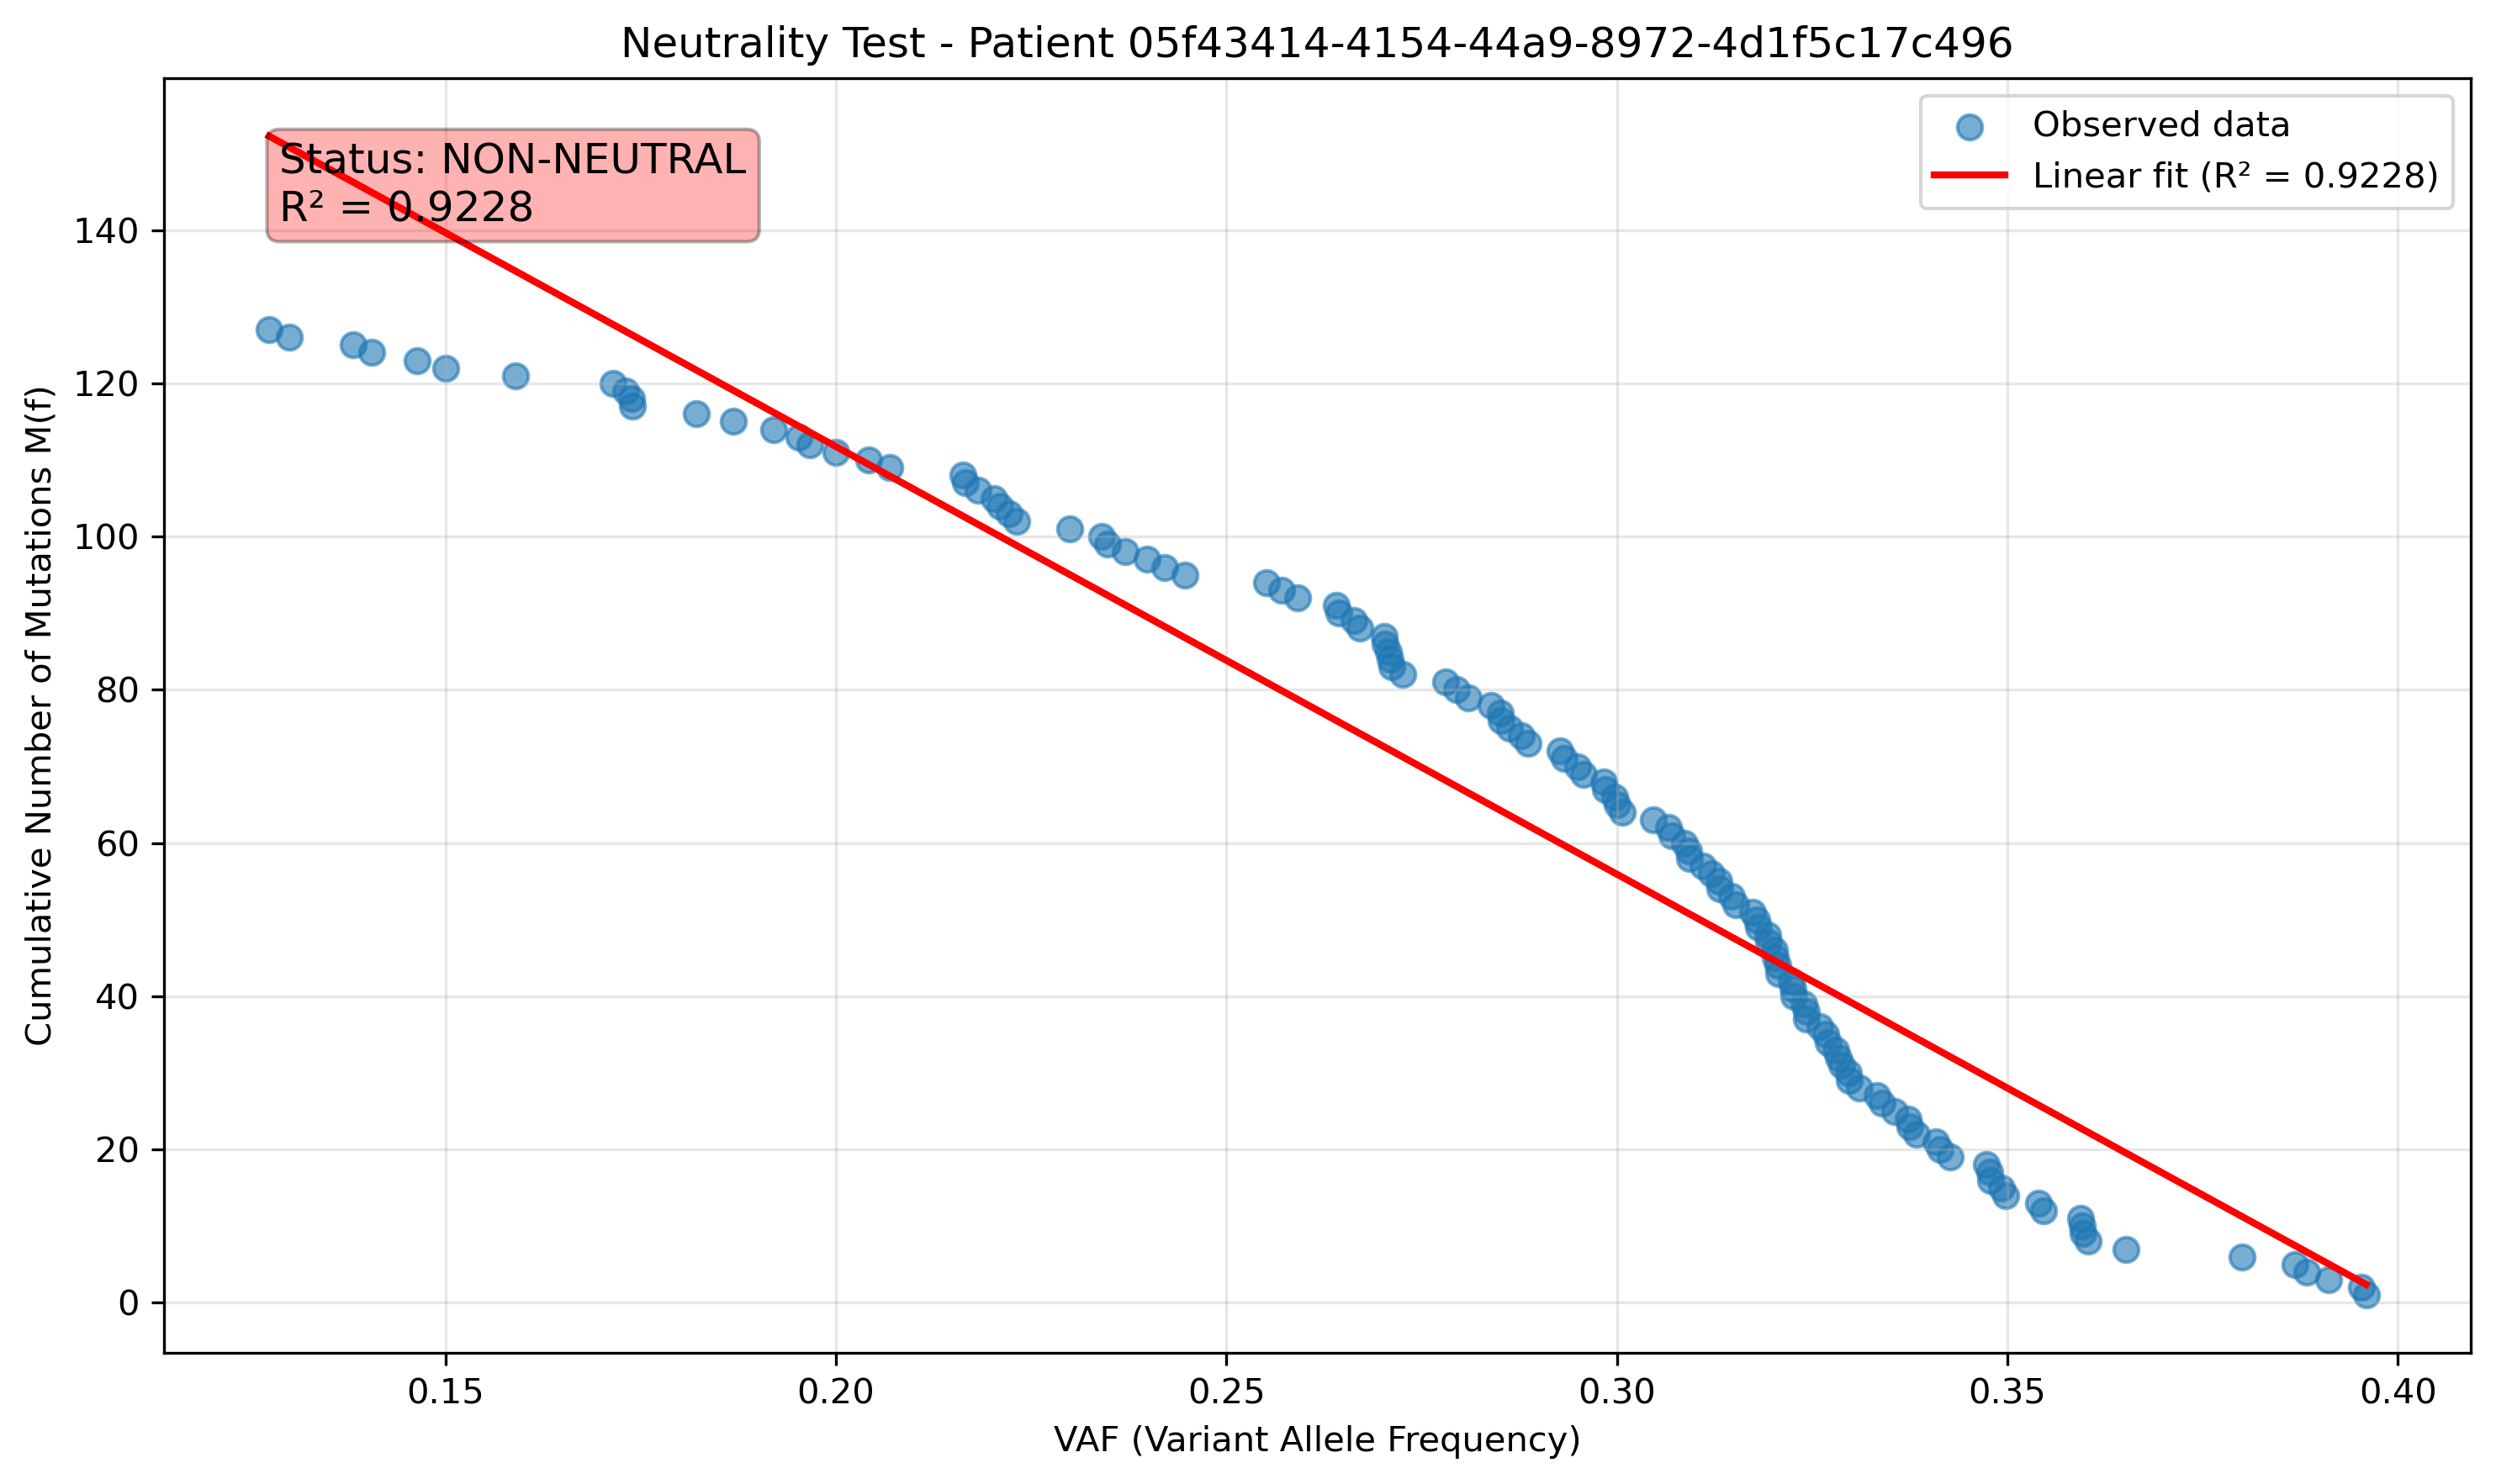 Neutrality Test - Patient 05f43414-4154-44a9-8972-4d1f5c17c496
Status: NON-NEUTRAL
R² = 0.9228
Observed data
Linear fit (R² = 0.9228)
Cumulative Number of Mutations M(f)
140
120
100
80
60
40
20
0
0.15
0.20
0.25
0.30
0.35
0.40
VAF (Variant Allele Frequency)